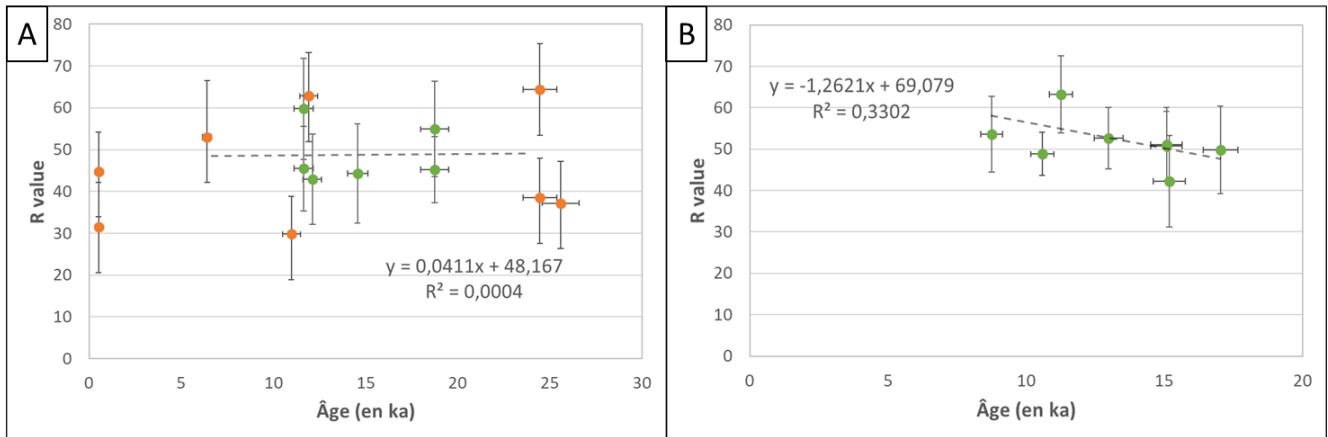 A
80
70
60
50
40
30
20
10
0
R value
y = 0,0411x + 48,167
R² = 0,0004
0 5 10 15 20 25 30
Âge (en ka)
B
80
70
60
50
40
30
20
10
0
R value
y = -1,2621x + 69,079
R² = 0,3302
0 5 10 15 20
Âge (en ka)